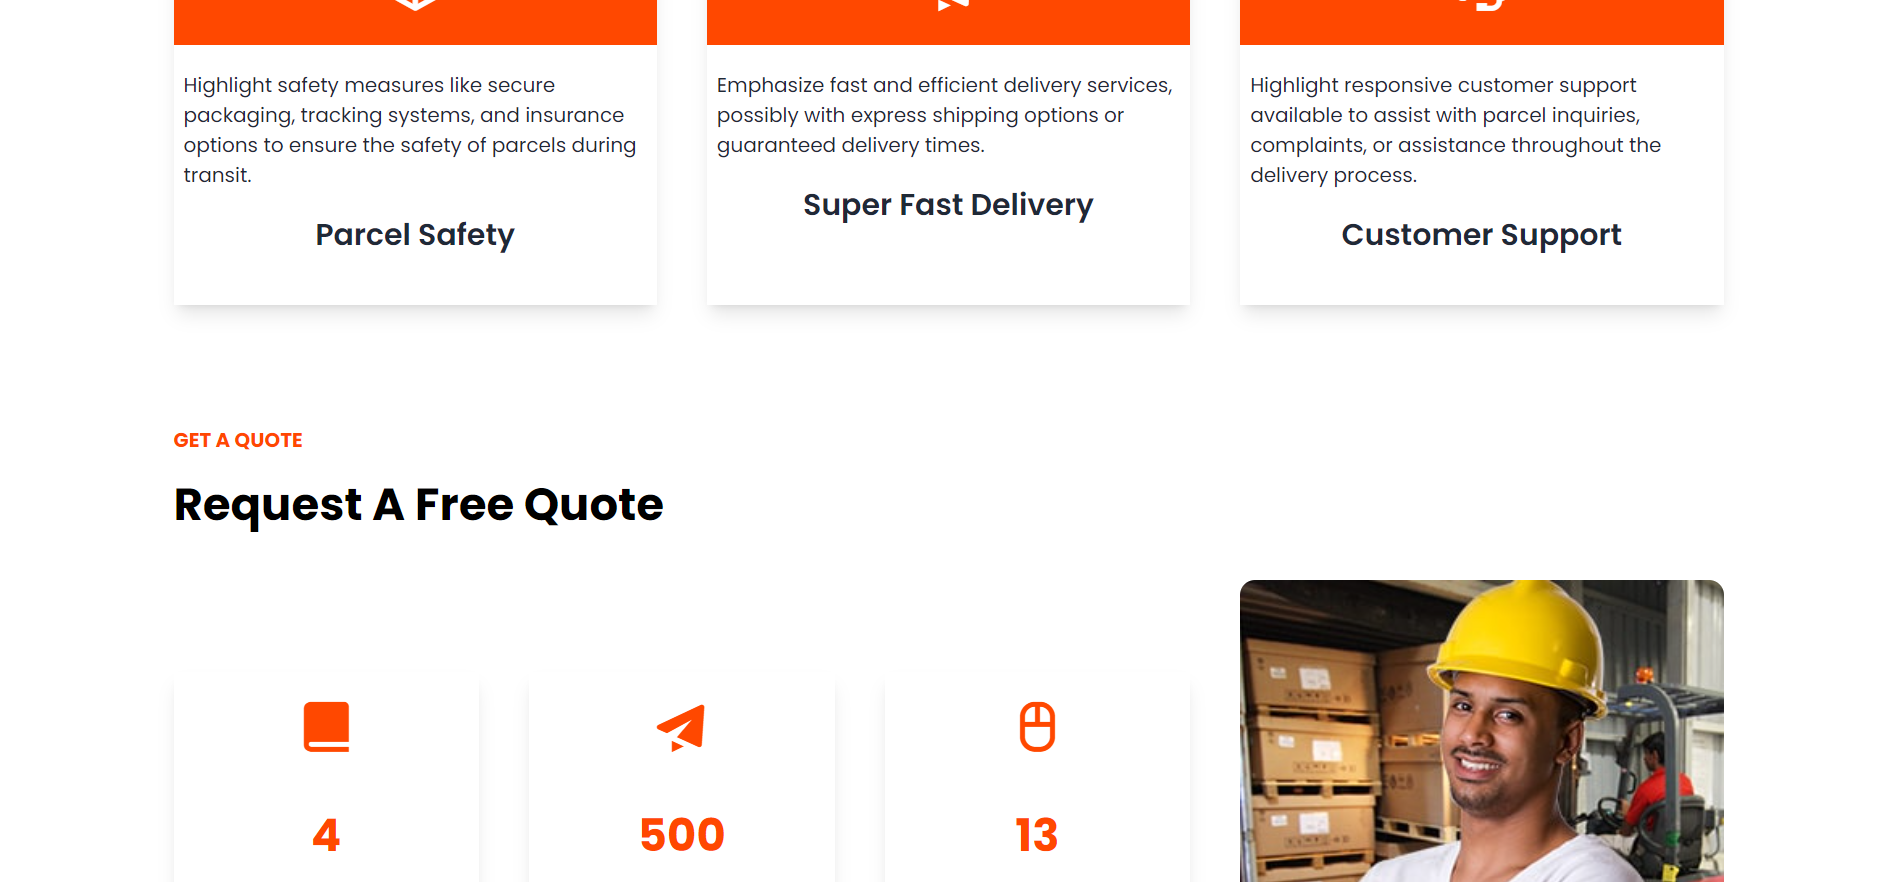 Highlight safety measures like secure
packaging, tracking systems, and insurance
options to ensure the safety of parcels during
transit.
Parcel Safety
Emphasize fast and efficient delivery services,
possibly with express shipping options or
guaranteed delivery times.
Super Fast Delivery
Highlight responsive customer support
available to assist with parcel inquiries,
complaints, or assistance throughout the
delivery process.
Customer Support
GET A QUOTE
Request A Free Quote
4
500
13